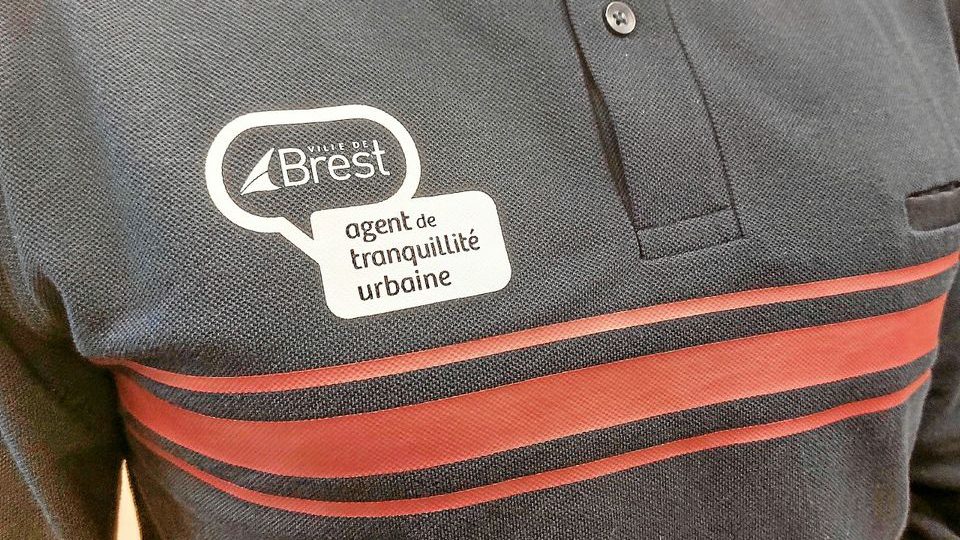 VILLE DE
Brest
agent de
tranquillité
urbaine